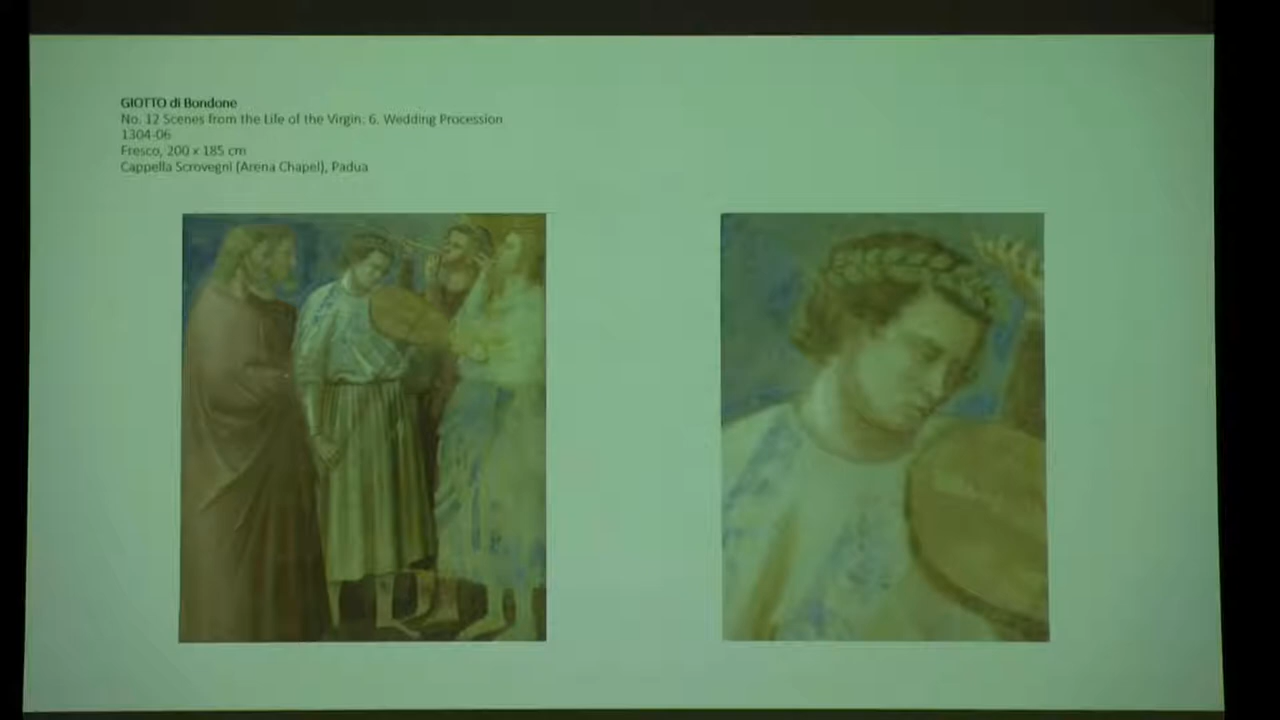 GIOTTO di Bondone
No. 12 Scenes from the Life of the Virgin: 6. Wedding Procession
1304-06
Fresco, 200 x 185 cm
Cappella Scrovegni (Arena Chapel), Padua